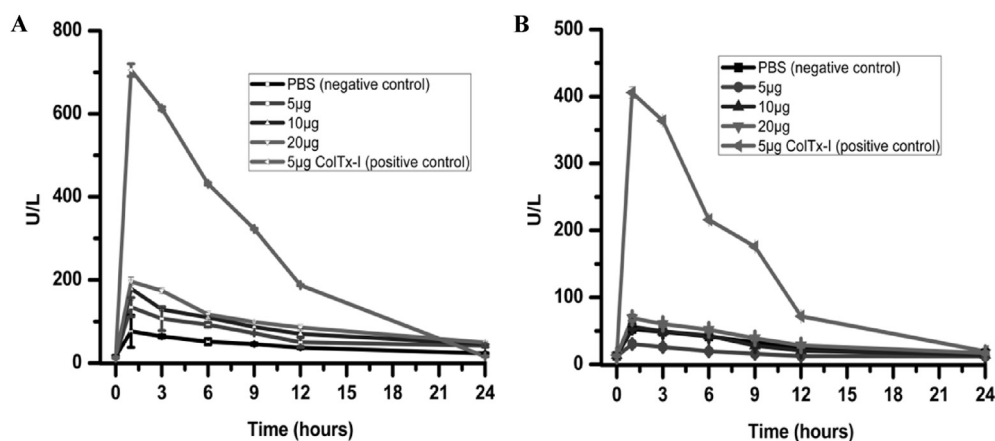 A
800
600
400
200
0
U/L
PBS (negative control)
5μg
10μg
20μg
5μg ColTx-I (positive control)
0 3 6 9 12 15 18 21 24
Time (hours)
B
500
400
300
200
100
0
U/L
PBS (negative control)
5μg
10μg
20μg
5μg ColTx-I (positive control)
0 3 6 9 12 15 18 21 24
Time (hours)